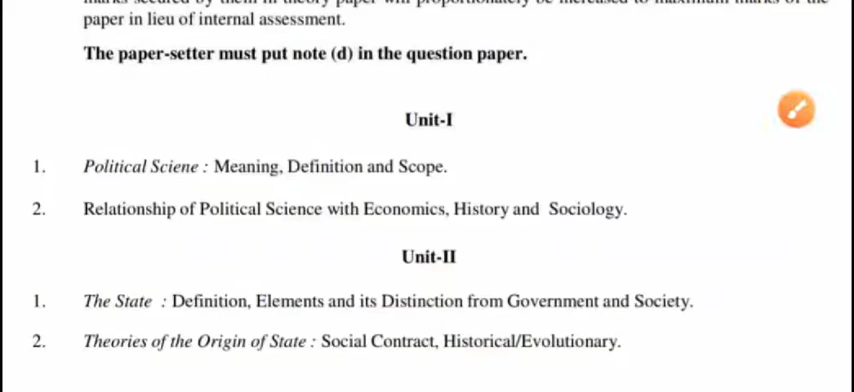 paper in lieu of internal assessment.
The paper-setter must put note (d) in the question paper.
Unit-I
1. Political Sciene : Meaning, Definition and Scope.
2. Relationship of Political Science with Economics, History and Sociology.
Unit-II
1. The State : Definition, Elements and its Distinction from Government and Society.
2. Theories of the Origin of State : Social Contract, Historical/Evolutionary.